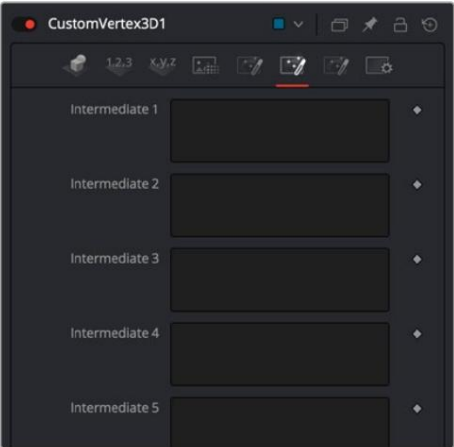 CustomVertex3D1
1,2,3 x,y,z
Intermediate 1
Intermediate 2
Intermediate 3
Intermediate 4
Intermediate 5